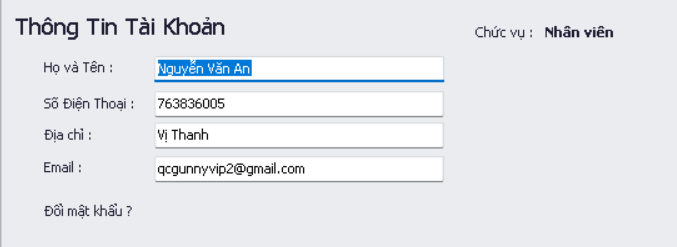 Thông Tin Tài Khoản
Chức vụ : Nhân viên
Họ và Tên : Nguyễn Văn An
Số Điện Thoại : 763836005
Địa chỉ : Vị Thanh
Email : qcgunnyvip2@gmail.com
Đổi mật khẩu ?